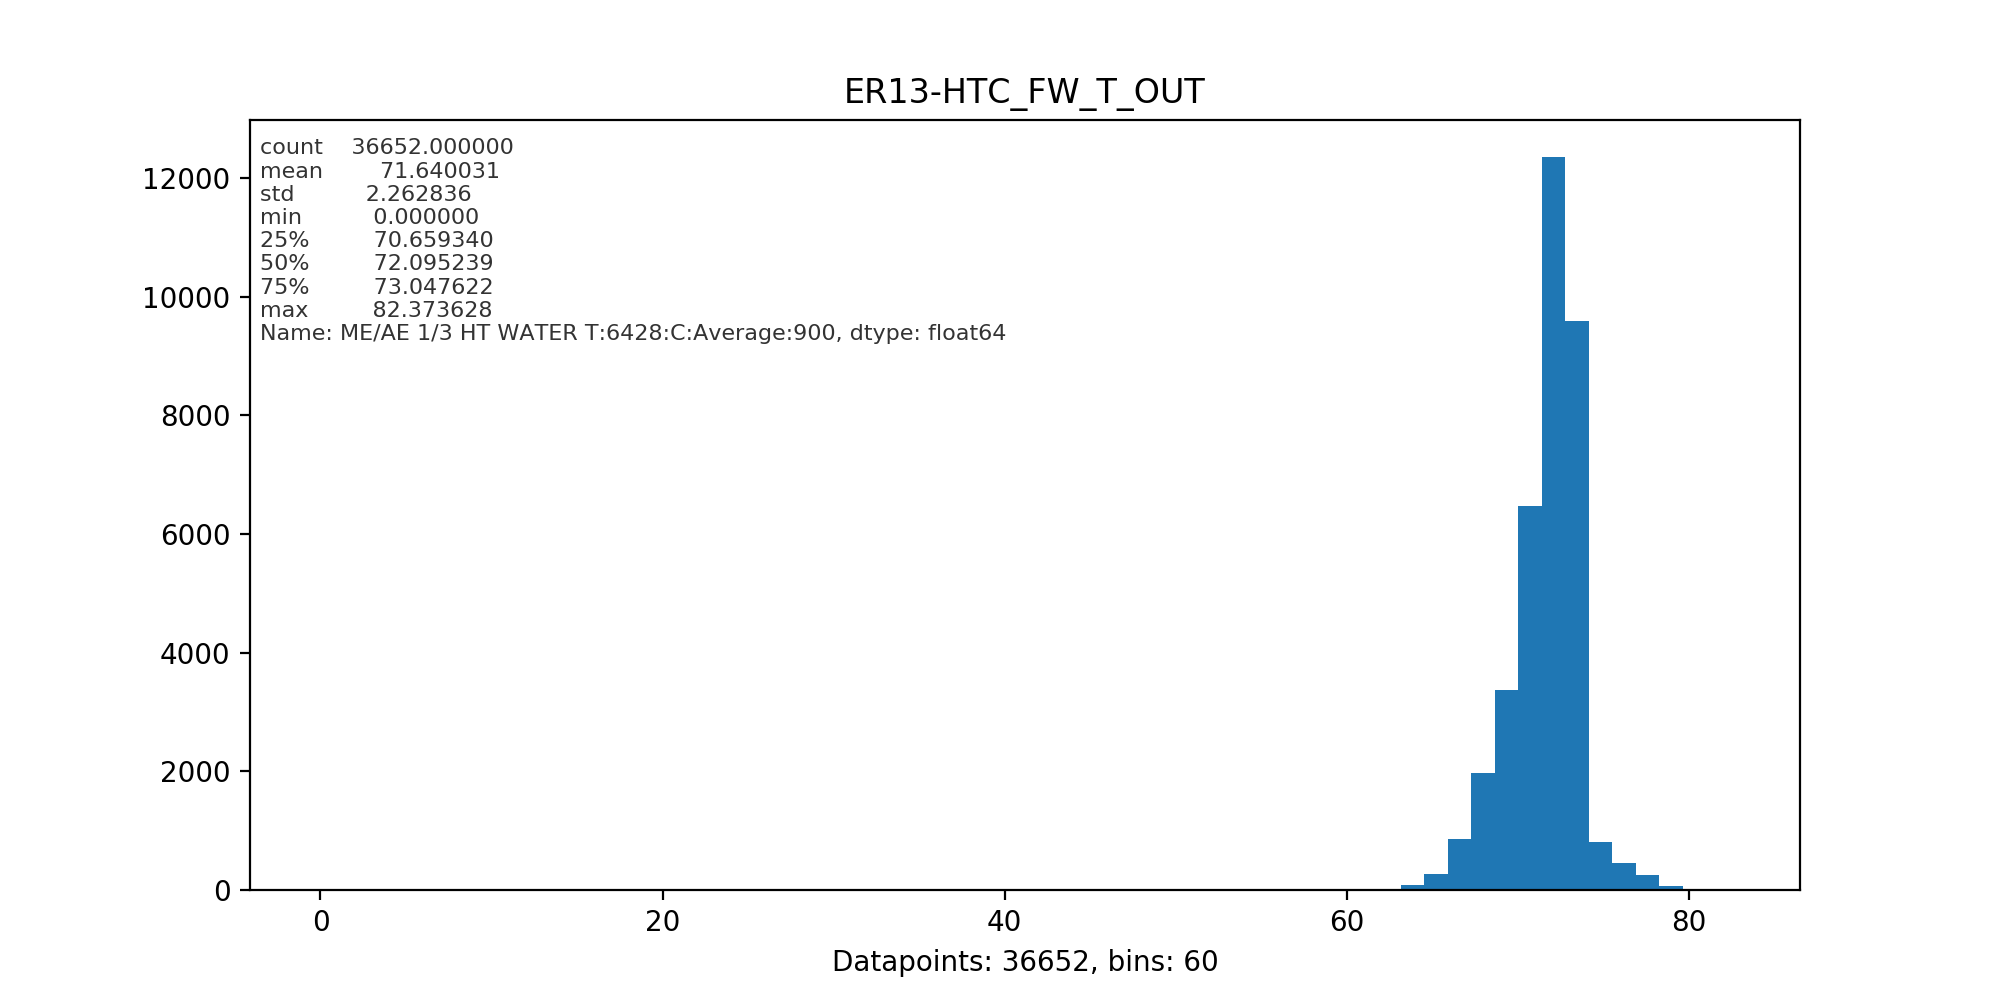 ER13-HTC_FW_T_OUT
count 36652.000000
mean 71.640031
std 2.262836
min 0.000000
25% 70.659340
50% 72.095239
75% 73.047622
max 82.373628
Name: ME/AE 1/3 HT WATER T:6428:C:Average:900, dtype: float64
12000
10000
8000
6000
4000
2000
0
0 20 40 60 80
Datapoints: 36652, bins: 60